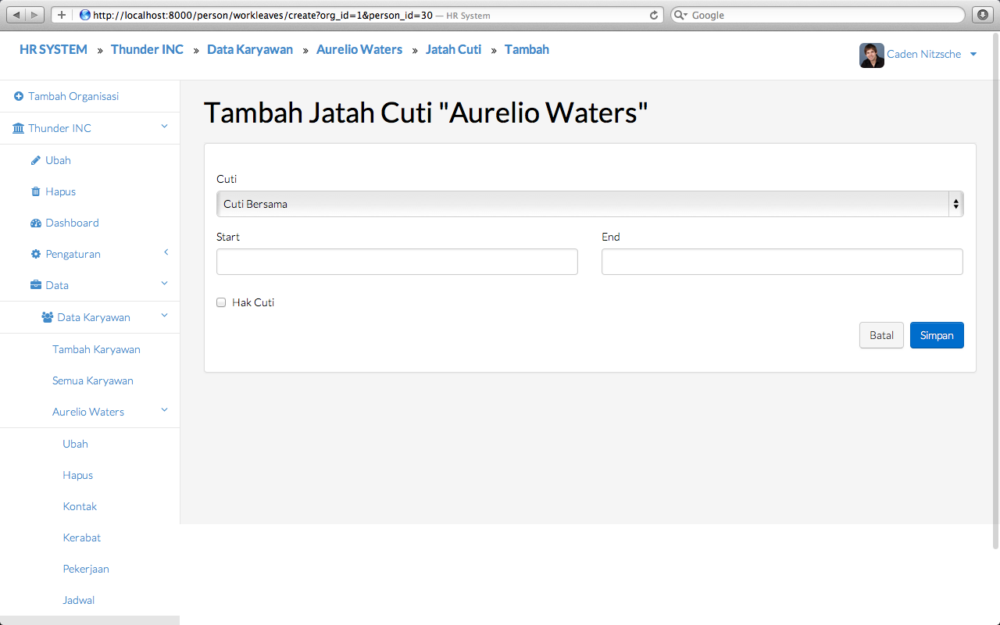 http://localhost:8000/person/workleaves/create?org_id=1&person_id=30 — HR System
Google
HR SYSTEM » Thunder INC » Data Karyawan » Aurelio Waters » Jatah Cuti » Tambah
Caden Nitzsche
Tambah Organisasi
Thunder INC
Ubah
Hapus
Dashboard
Pengaturan
Data
Data Karyawan
Tambah Karyawan
Semua Karyawan
Aurelio Waters
Ubah
Hapus
Kontak
Kerabat
Pekerjaan
Jadwal
Tambah Jatah Cuti "Aurelio Waters"
Cuti
Cuti Bersama
Start
End
Hak Cuti
Batal
Simpan